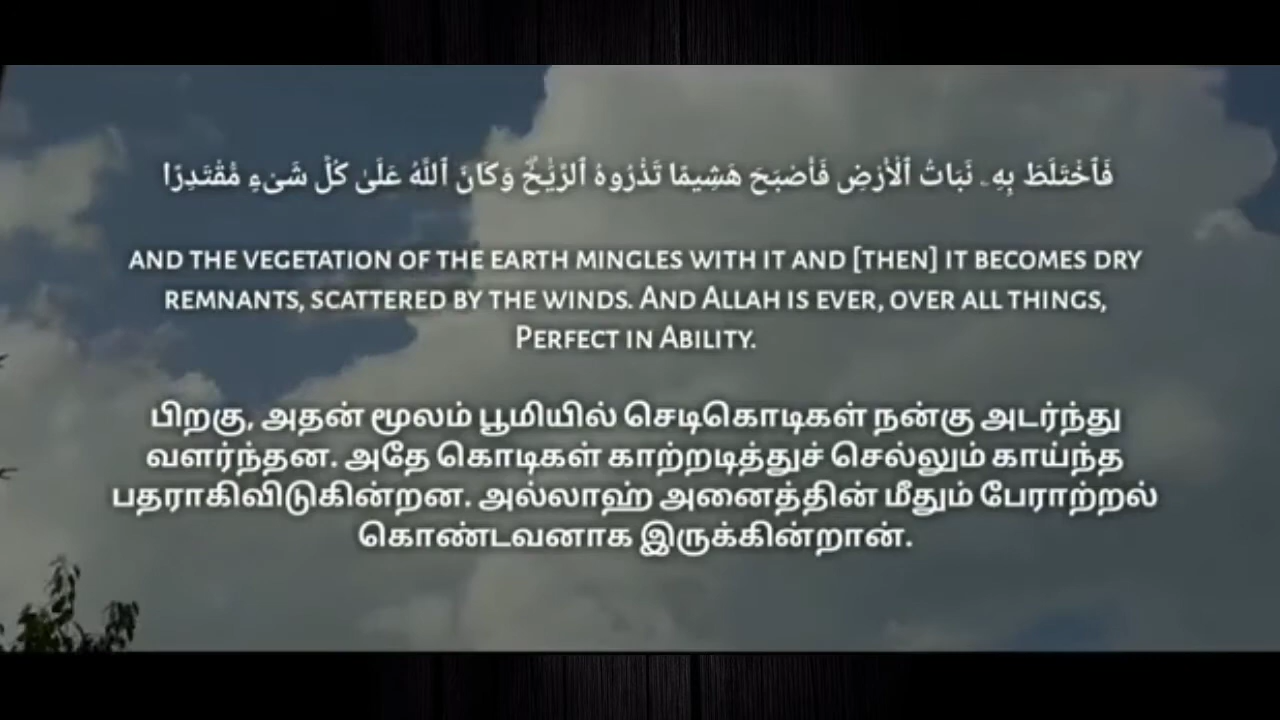 فَٱخْتَلَطَ بِهِۦ نَبَاتُ ٱلْأَرْضِ فَأَصْبَحَ هَشِيمًا تَذْرُوهُ ٱلرِّيَـٰحُ ۗ وَكَانَ ٱللَّهُ عَلَىٰ كُلِّ شَىْءٍ مُّقْتَدِرًا
AND THE VEGETATION OF THE EARTH MINGLES WITH IT AND [THEN] IT BECOMES DRY
REMNANTS, SCATTERED BY THE WINDS. AND ALLAH IS EVER, OVER ALL THINGS,
PERFECT IN ABILITY.
பிறகு, அதன் மூலம் பூமியில் செடிகொடிகள் நன்கு அடர்ந்து
வளர்ந்தன. அதே கொடிகள் காற்றடித்துச் செல்லும் காய்ந்த
பதராகிவிடுகின்றன. அல்லாஹ் அனைத்தின் மீதும் பேராற்றல்
கொண்டவனாக இருக்கின்றான்.